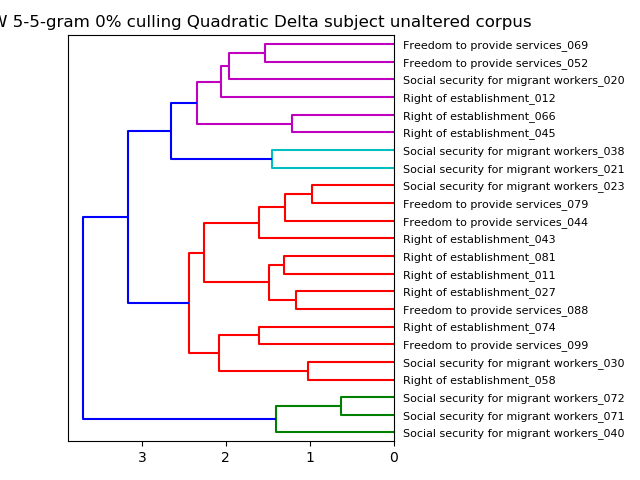 5-5-gram 0% culling Quadratic Delta subject unaltered corpus
Freedom to provide services_069
Freedom to provide services_052
Social security for migrant workers_020
Right of establishment_012
Right of establishment_066
Right of establishment_045
Social security for migrant workers_038
Social security for migrant workers_021
Social security for migrant workers_023
Freedom to provide services_079
Freedom to provide services_044
Right of establishment_043
Right of establishment_081
Right of establishment_011
Right of establishment_027
Freedom to provide services_088
Right of establishment_074
Freedom to provide services_099
Social security for migrant workers_030
Right of establishment_058
Social security for migrant workers_072
Social security for migrant workers_071
Social security for migrant workers_040
3 2 1 0